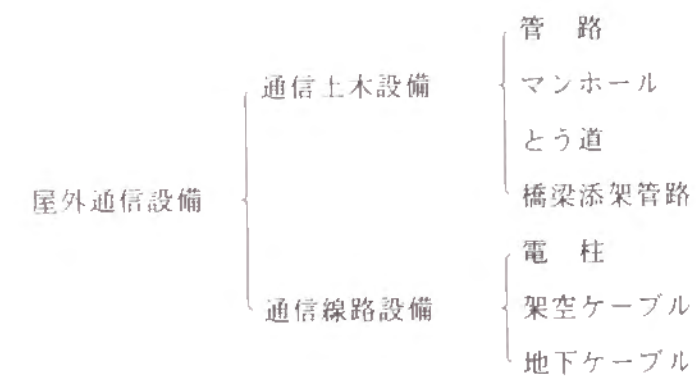 屋外通信設備
通信土木設備
管　路
マンホール
とう道
橋梁添架管路
通信線路設備
電　柱
架空ケーブル
地下ケーブル